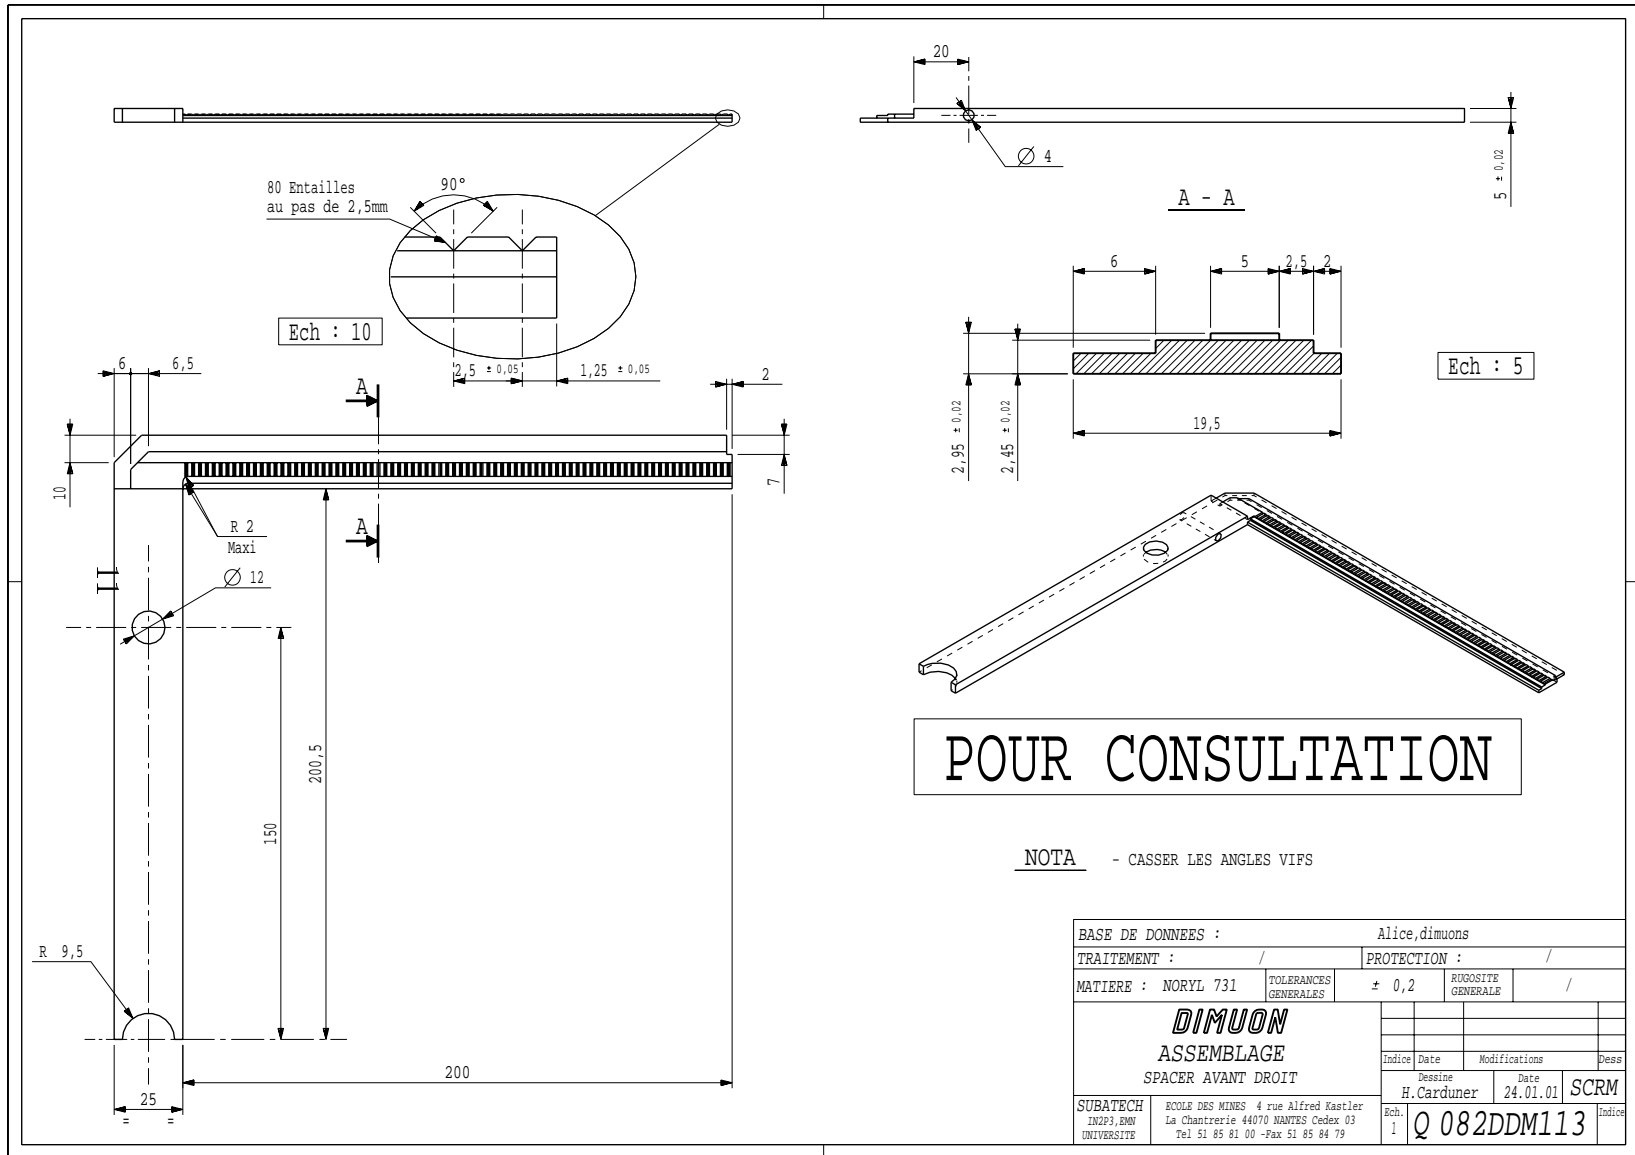 20
Ø 4
5 ± 0,02
80 Entailles
au pas de 2,5mm
90°
A - A
6
5
2,5
2
Ech : 10
2,5 ± 0,05
1,25 ± 0,05
2,95 ± 0,02
2,45 ± 0,02
19,5
Ech : 5
6
6,5
A
2
10
7
R 2
Maxi
A
Ø 12
200,5
150
R 9,5
200
25
= =
POUR CONSULTATION
NOTA - CASSER LES ANGLES VIFS
BASE DE DONNEES : Alice,dimuons
TRAITEMENT : / PROTECTION : /
MATIERE : NORYL 731 TOLERANCES GENERALES ± 0,2 RUGOSITE GENERALE /
DIMUON
ASSEMBLAGE
SPACER AVANT DROIT
Indice Date Modifications Dess
Dessine
H.Carduner
Date
24.01.01
SCRM
SUBATECH
IN2P3,EMN
UNIVERSITE
ECOLE DES MINES 4 rue Alfred Kastler
La Chantrerie 44070 NANTES Cedex 03
Tel 51 85 81 00 -Fax 51 85 84 79
Ech.
1
Q 082DDM113
Indice